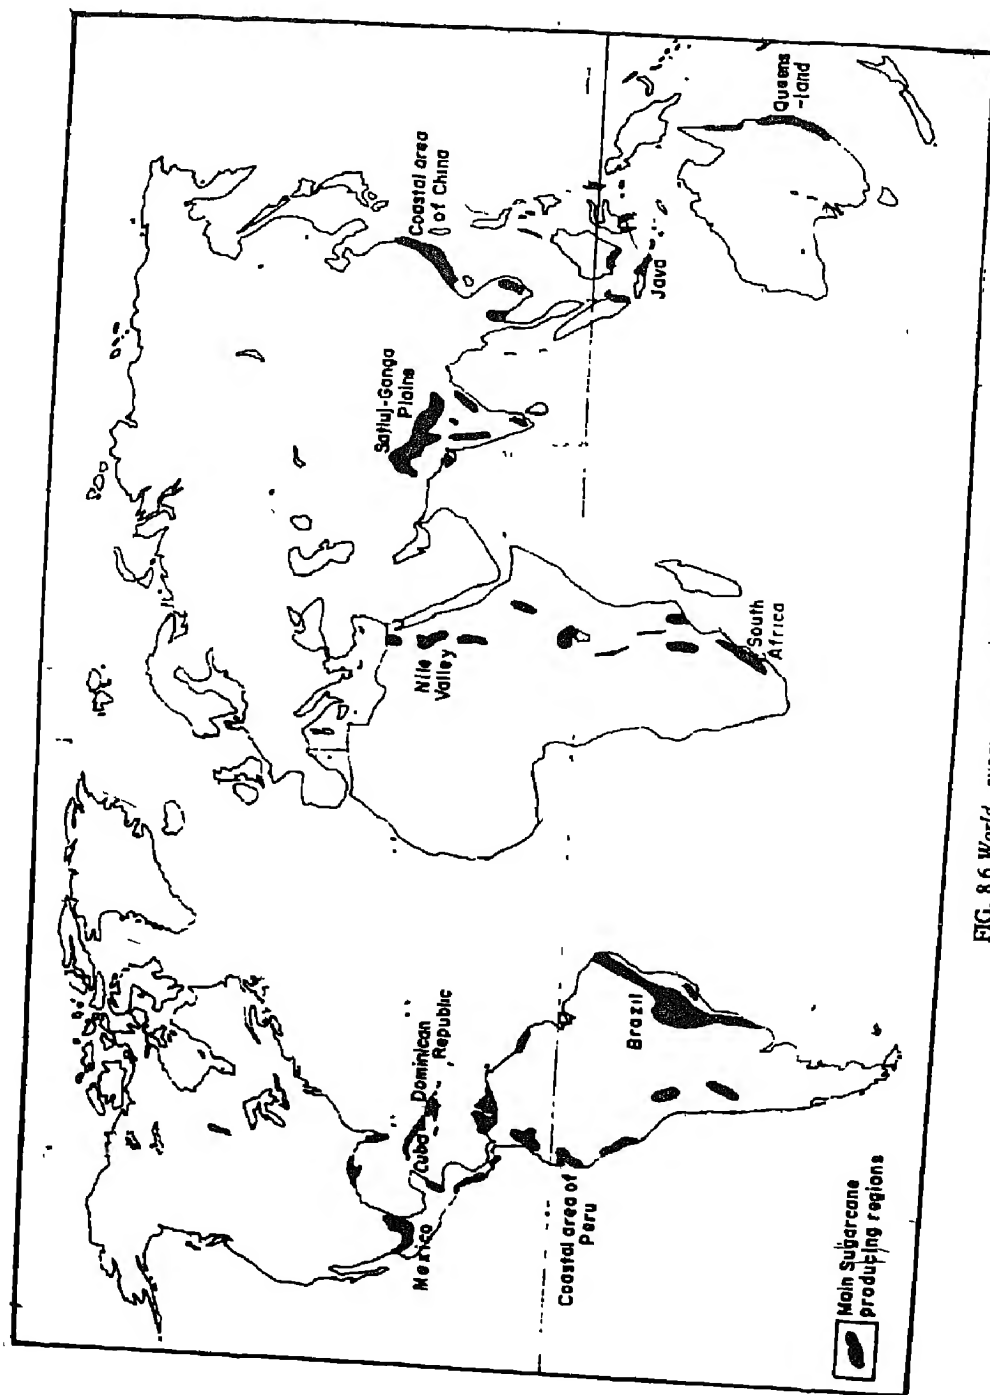 Coastal area
of China
Satluj-Ganga
Plains
Queens
-land
Java
Nile
Valley
South
Africa
Cuba
Dominican
Republic
Mexico
Brazil
Coastal area of
Peru
Main Sugarcane
producing regions
FIG. 8.6 World